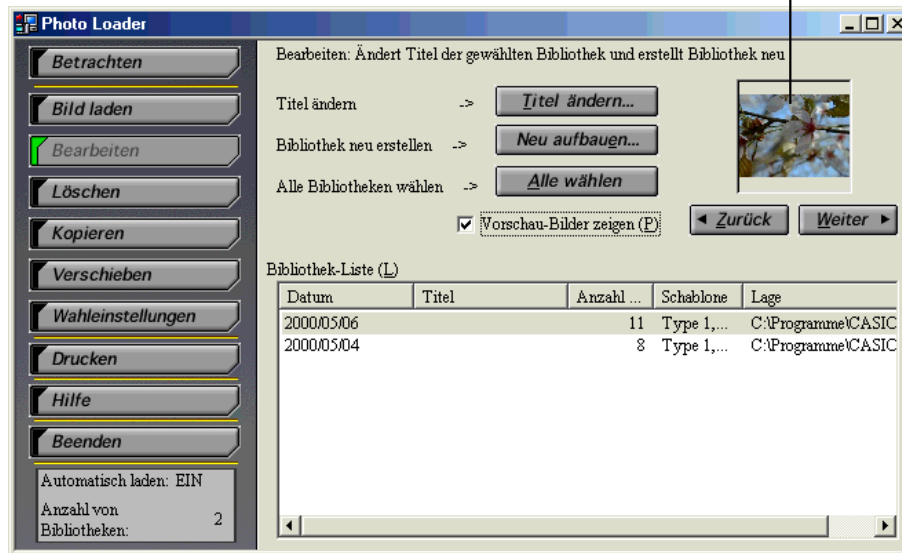 Photo Loader
Betrachten
Bild laden
Bearbeiten
Löschen
Kopieren
Verschieben
Wahleinstellungen
Drucken
Hilfe
Beenden
Automatisch laden: EIN
Anzahl von
Bibliotheken: 2
Bearbeiten: Ändert Titel der gewählten Bibliothek und erstellt Bibliothek neu
Titel ändern -> Titel ändern...
Bibliothek neu erstellen -> Neu aufbauen...
Alle Bibliotheken wählen -> Alle wählen
Vorschau-Bilder zeigen (P)
Zurück Weiter
Bibliothek-Liste (L)
Datum Titel Anzahl ... Schablone Lage
2000/05/06 11 Type 1,... C:\Programme\CASIC
2000/05/04 8 Type 1,... C:\Programme\CASIC